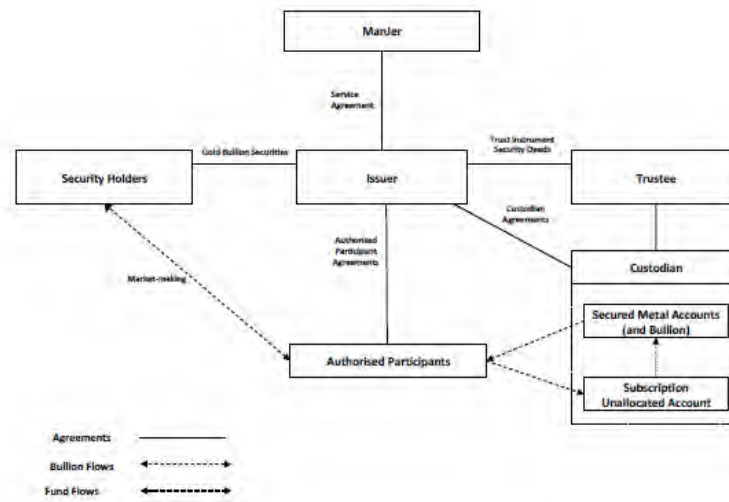 ManJer
Service
Agreement
Gold Bullion Securities
Trust Instrument
Security Deeds
Security Holders
Issuer
Trustee
Custodian
Agreements
Authorised
Participant
Agreements
Custodian
Market-making
Secured Metal Accounts
(and Bullion)
Authorised Participants
Subscription
Unallocated Account
Agreements
Bullion Flows
Fund Flows